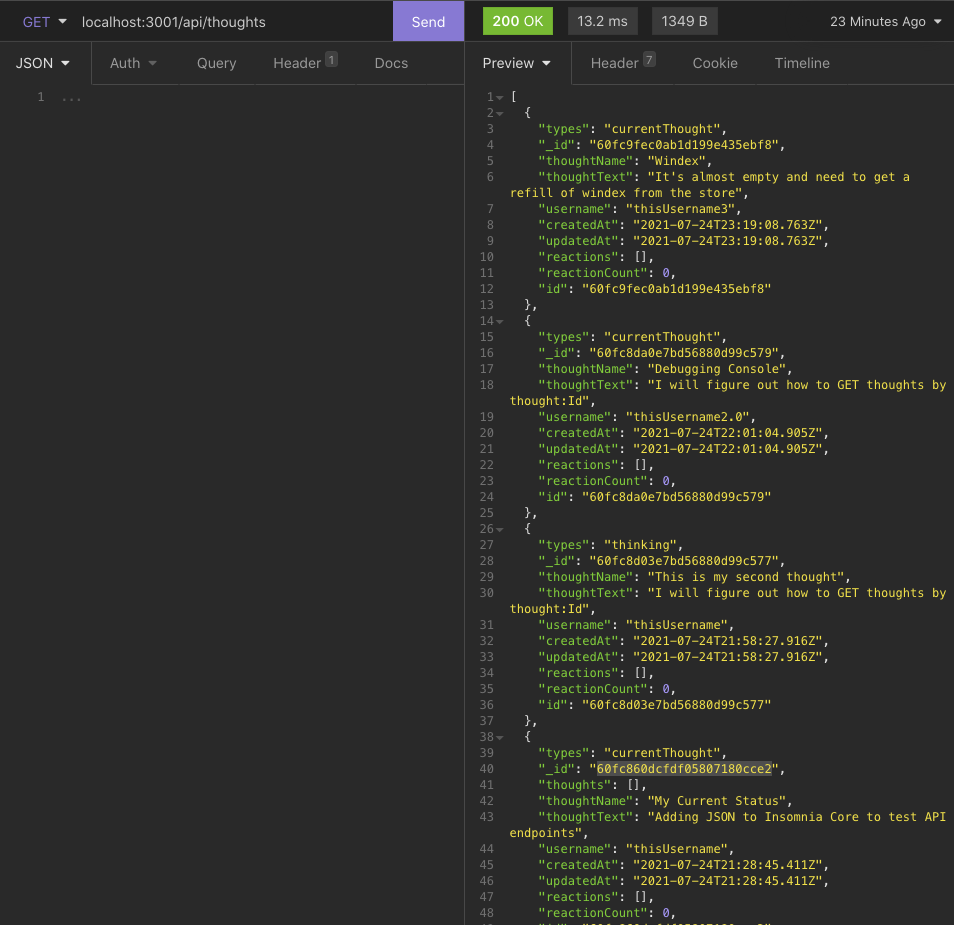 GET localhost:3001/api/thoughts Send 200 OK 13.2 ms 1349 B 23 Minutes Ago
JSON Auth Query Header 1 Docs Preview Header 7 Cookie Timeline
1 ...
1 [
2 {
3 "types": "currentThought",
4 "_id": "60fc9fec0ab1d199e435ebf8",
5 "thoughtName": "Windex",
6 "thoughtText": "It's almost empty and need to get a
refill of windex from the store",
7 "username": "thisUsername3",
8 "createdAt": "2021-07-24T23:19:08.763Z",
9 "updatedAt": "2021-07-24T23:19:08.763Z",
10 "reactions": [],
11 "reactionCount": 0,
12 "id": "60fc9fec0ab1d199e435ebf8"
13 },
14 {
15 "types": "currentThought",
16 "_id": "60fc8da0e7bd56880d99c579",
17 "thoughtName": "Debugging Console",
18 "thoughtText": "I will figure out how to GET thoughts by
thought:Id",
19 "username": "thisUsername2.0",
20 "createdAt": "2021-07-24T22:01:04.905Z",
21 "updatedAt": "2021-07-24T22:01:04.905Z",
22 "reactions": [],
23 "reactionCount": 0,
24 "id": "60fc8da0e7bd56880d99c579"
25 },
26 {
27 "types": "thinking",
28 "_id": "60fc8d03e7bd56880d99c577",
29 "thoughtName": "This is my second thought",
30 "thoughtText": "I will figure out how to GET thoughts by
thought:Id",
31 "username": "thisUsername",
32 "createdAt": "2021-07-24T21:58:27.916Z",
33 "updatedAt": "2021-07-24T21:58:27.916Z",
34 "reactions": [],
35 "reactionCount": 0,
36 "id": "60fc8d03e7bd56880d99c577"
37 },
38 {
39 "types": "currentThought",
40 "_id": "60fc860dcfdf05807180cce2",
41 "thoughts": [],
42 "thoughtName": "My Current Status",
43 "thoughtText": "Adding JSON to Insomnia Core to test API
endpoints",
44 "username": "thisUsername",
45 "createdAt": "2021-07-24T21:28:45.411Z",
46 "updatedAt": "2021-07-24T21:28:45.411Z",
47 "reactions": [],
48 "reactionCount": 0,